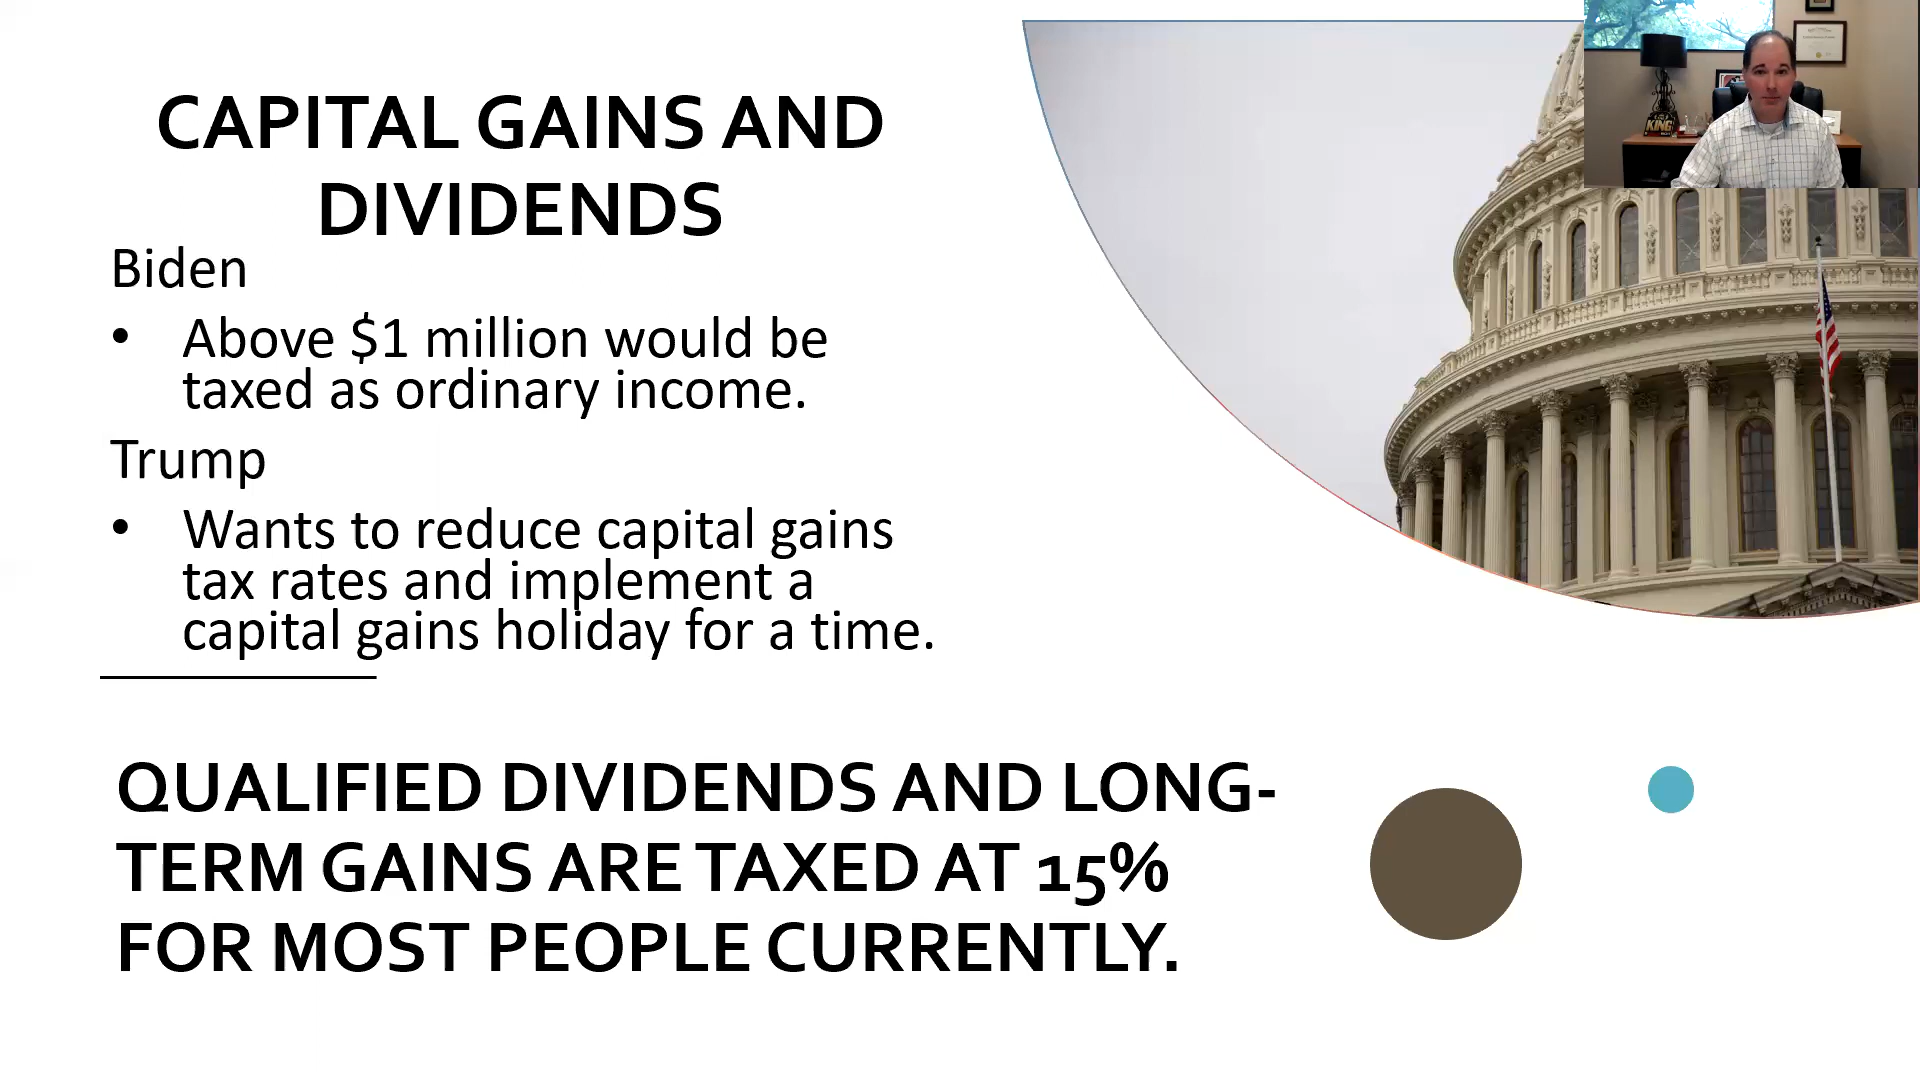 CAPITAL GAINS AND
DIVIDENDS
Biden
• Above $1 million would be
taxed as ordinary income.
Trump
• Wants to reduce capital gains
tax rates and implement a
capital gains holiday for a time.
QUALIFIED DIVIDENDS AND LONG-
TERM GAINS ARE TAXED AT 15%
FOR MOST PEOPLE CURRENTLY.
KING